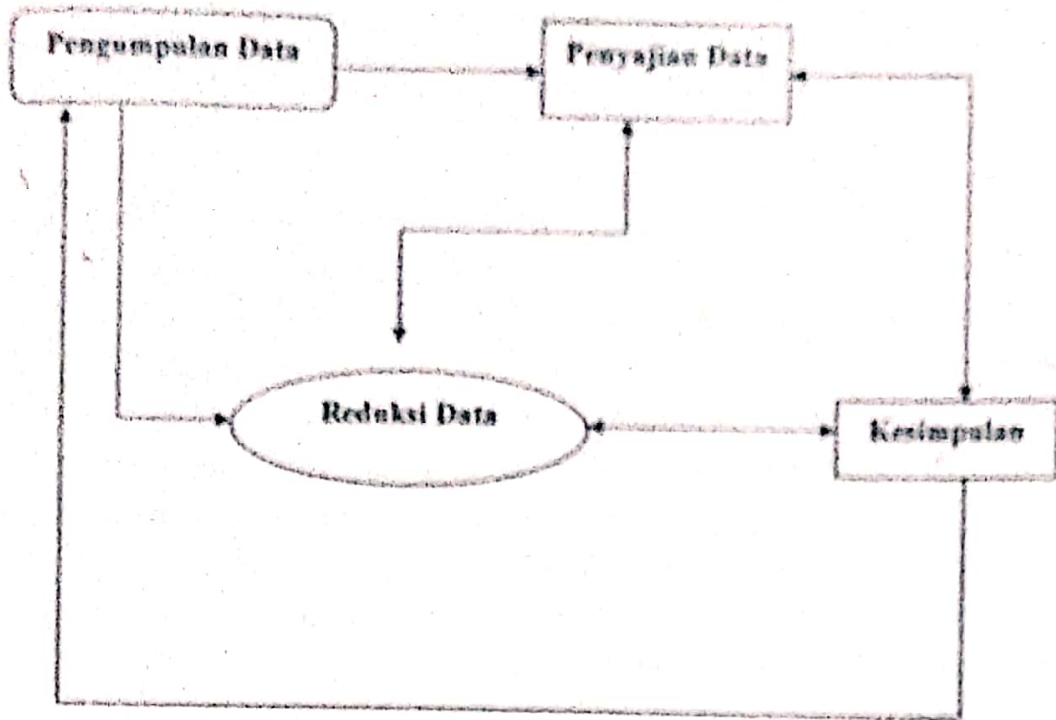 Pengumpulan Data
Penyajian Data
Reduksi Data
Kesimpulan